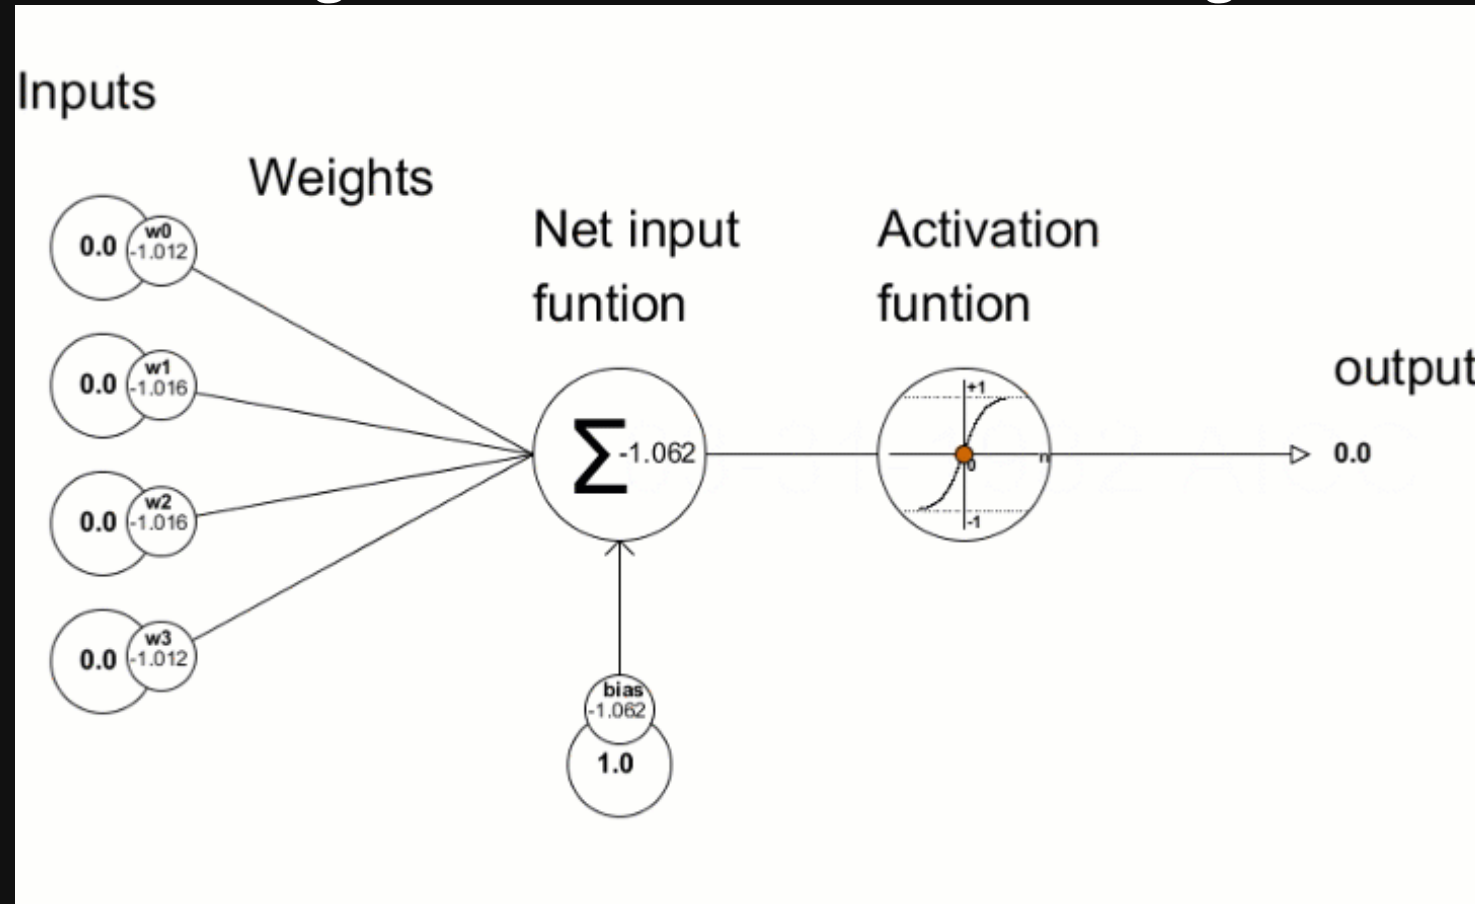 Inputs
Weights
Net input
funtion
Activation
funtion
output
0.0
w0
-1.012
0.0
w1
-1.016
0.0
w2
-1.016
0.0
w3
-1.012
Σ -1.062
+1
0
n
-1
0.0
bias
-1.062
1.0